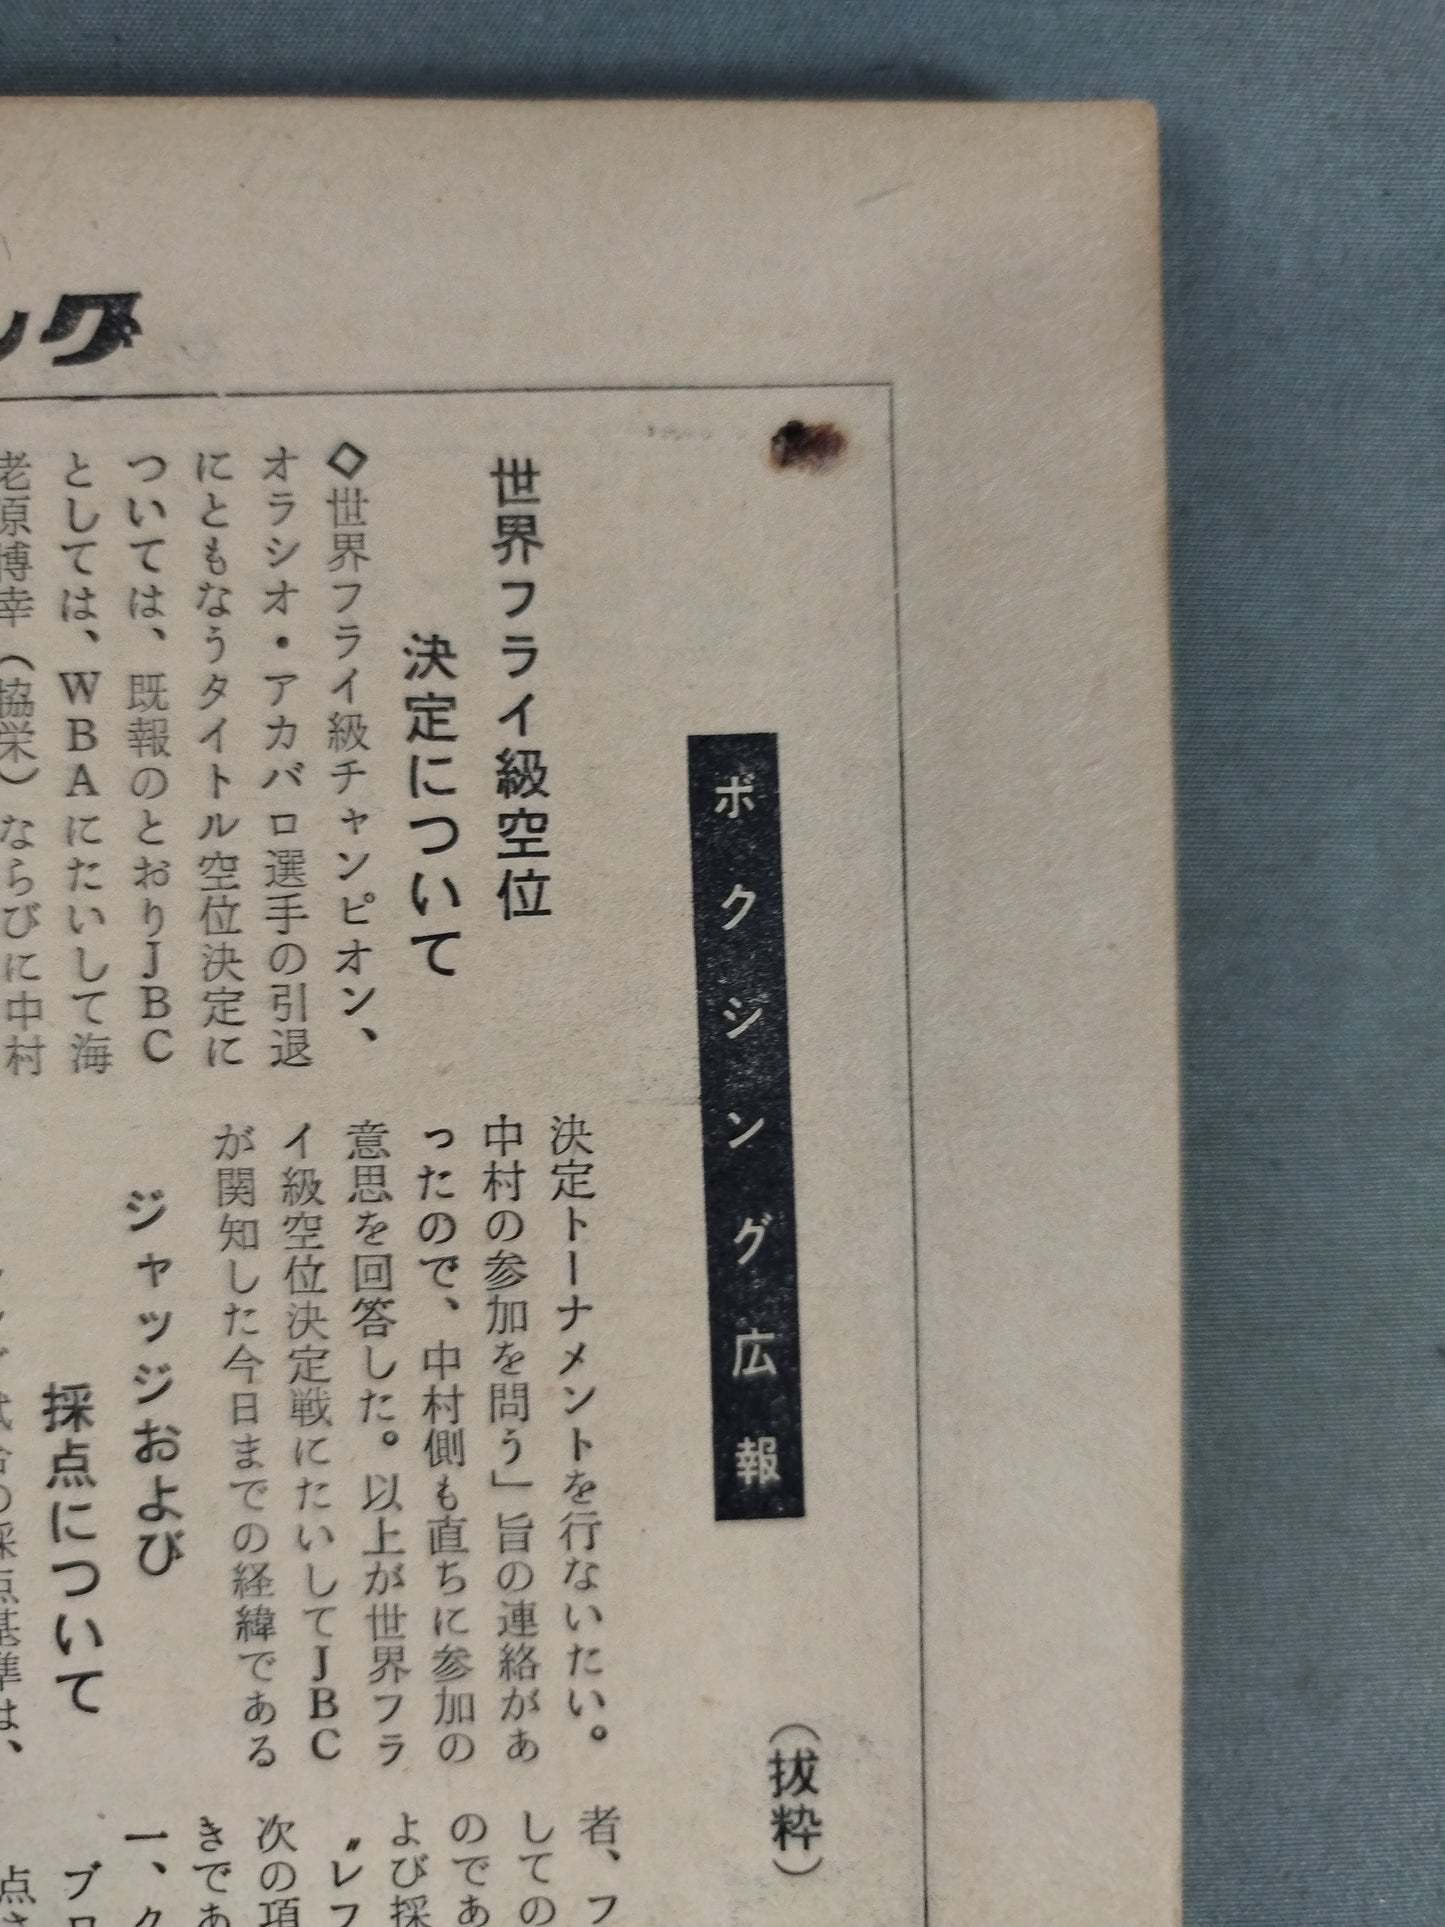 ング
ボクシング広報
（抜粋）
世界フライ級空位
決定について
◇世界フライ級チャンピオン、
オラシオ・アカバロ選手の引退
にともなうタイトル空位決定に
ついては、既報のとおりJBC
としては、WBAにたいして海
老原博幸（協栄）ならびに中村
決定トーナメントを行ないたい。
中村の参加を問う」旨の連絡があ
ったので、中村側も直ちに参加の
意思を回答した。以上が世界フラ
イ級空位決定戦にたいしてJBC
が関知した今日までの経緯である
ジャッジおよび
採点について
採点基準は、
者、フ
しての
のであ
よび採
〃レフ
次の項
きであ
一、ク
ブロ
点さ